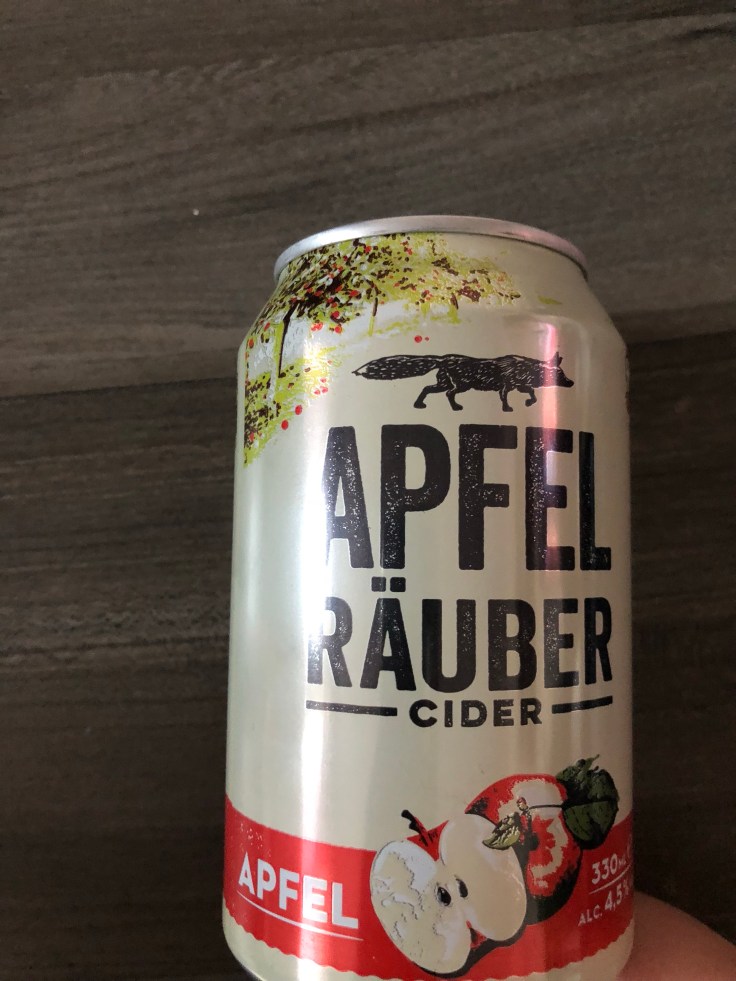 APFEL
RÄUBER
CIDER
APFEL
330ML
ALC. 4,5%